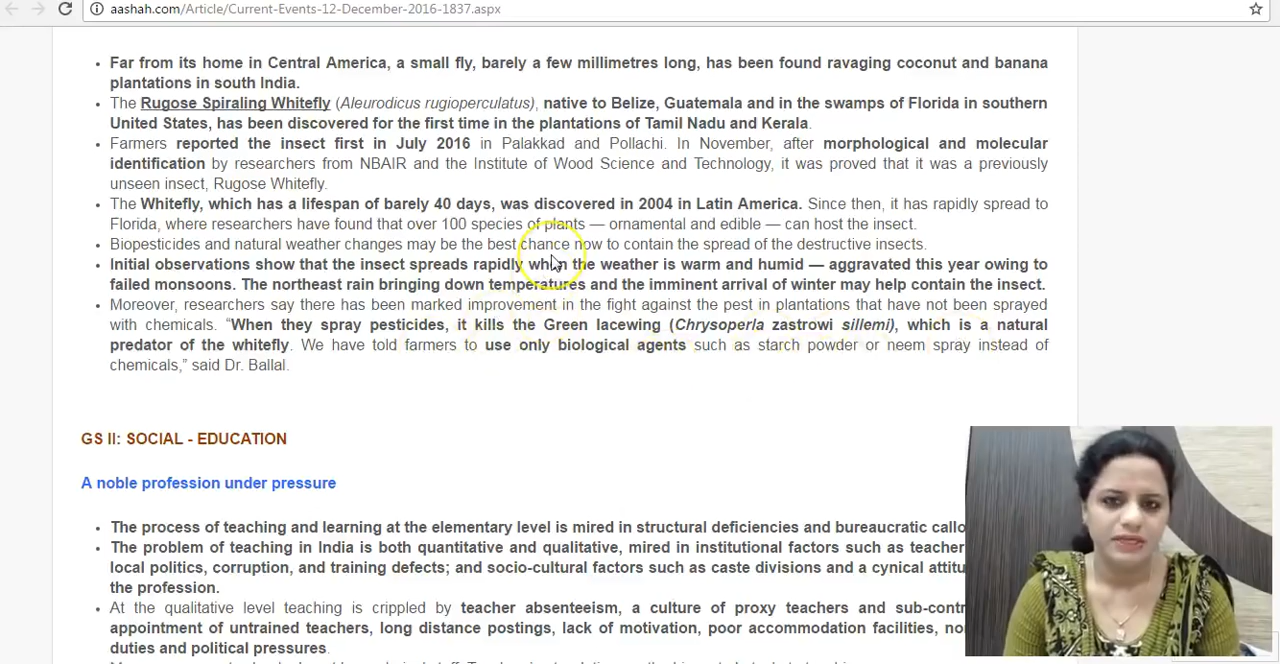 aashah.com/Article/Current-Events-12-December-2016-1837.aspx
• Far from its home in Central America, a small fly, barely a few millimetres long, has been found ravaging coconut and banana
plantations in south India.
• The Rugose Spiraling Whitefly (Aleurodicus rugioperculatus), native to Belize, Guatemala and in the swamps of Florida in southern
United States, has been discovered for the first time in the plantations of Tamil Nadu and Kerala.
• Farmers reported the insect first in July 2016 in Palakkad and Pollachi. In November, after morphological and molecular
identification by researchers from NBAIR and the Institute of Wood Science and Technology, it was proved that it was a previously
unseen insect, Rugose Whitefly.
• The Whitefly, which has a lifespan of barely 40 days, was discovered in 2004 in Latin America. Since then, it has rapidly spread to
Florida, where researchers have found that over 100 species of plants — ornamental and edible — can host the insect.
• Biopesticides and natural weather changes may be the best chance now to contain the spread of the destructive insects.
• Initial observations show that the insect spreads rapidly when the weather is warm and humid — aggravated this year owing to
failed monsoons. The northeast rain bringing down temperatures and the imminent arrival of winter may help contain the insect.
• Moreover, researchers say there has been marked improvement in the fight against the pest in plantations that have not been sprayed
with chemicals. “When they spray pesticides, it kills the Green lacewing (Chrysoperla zastrowi sillemi), which is a natural
predator of the whitefly. We have told farmers to use only biological agents such as starch powder or neem spray instead of
chemicals,” said Dr. Ballal.
GS II: SOCIAL - EDUCATION
A noble profession under pressure
• The process of teaching and learning at the elementary level is mired in structural deficiencies and bureaucratic
• The problem of teaching in India is both quantitative and qualitative, mired in institutional factors such as teacher
local politics, corruption, and training defects; and socio-cultural factors such as caste divisions and a cynical
the profession.
• At the qualitative level teaching is crippled by teacher absenteeism, a culture of proxy teachers and
appointment of untrained teachers, long distance postings, lack of motivation, poor accommodation facilities,
duties and political pressures.